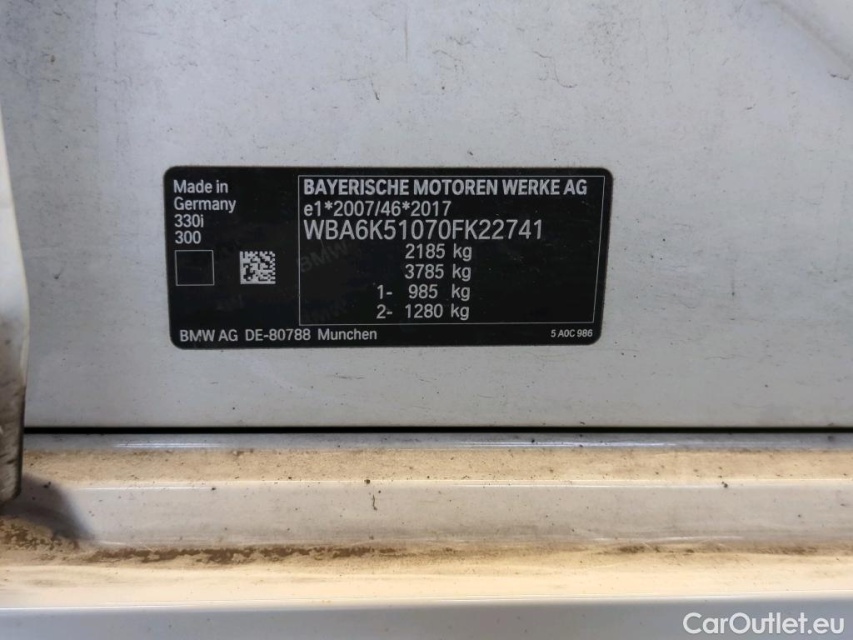 Made in
Germany
330i
300
BAYERISCHE MOTOREN WERKE AG
e1*2007/46*2017
WBA6K51070FK22741
2185 kg
3785 kg
1- 985 kg
2- 1280 kg
BMW AG DE-80788 Munchen
5 A0C 986
CarOutlet.eu